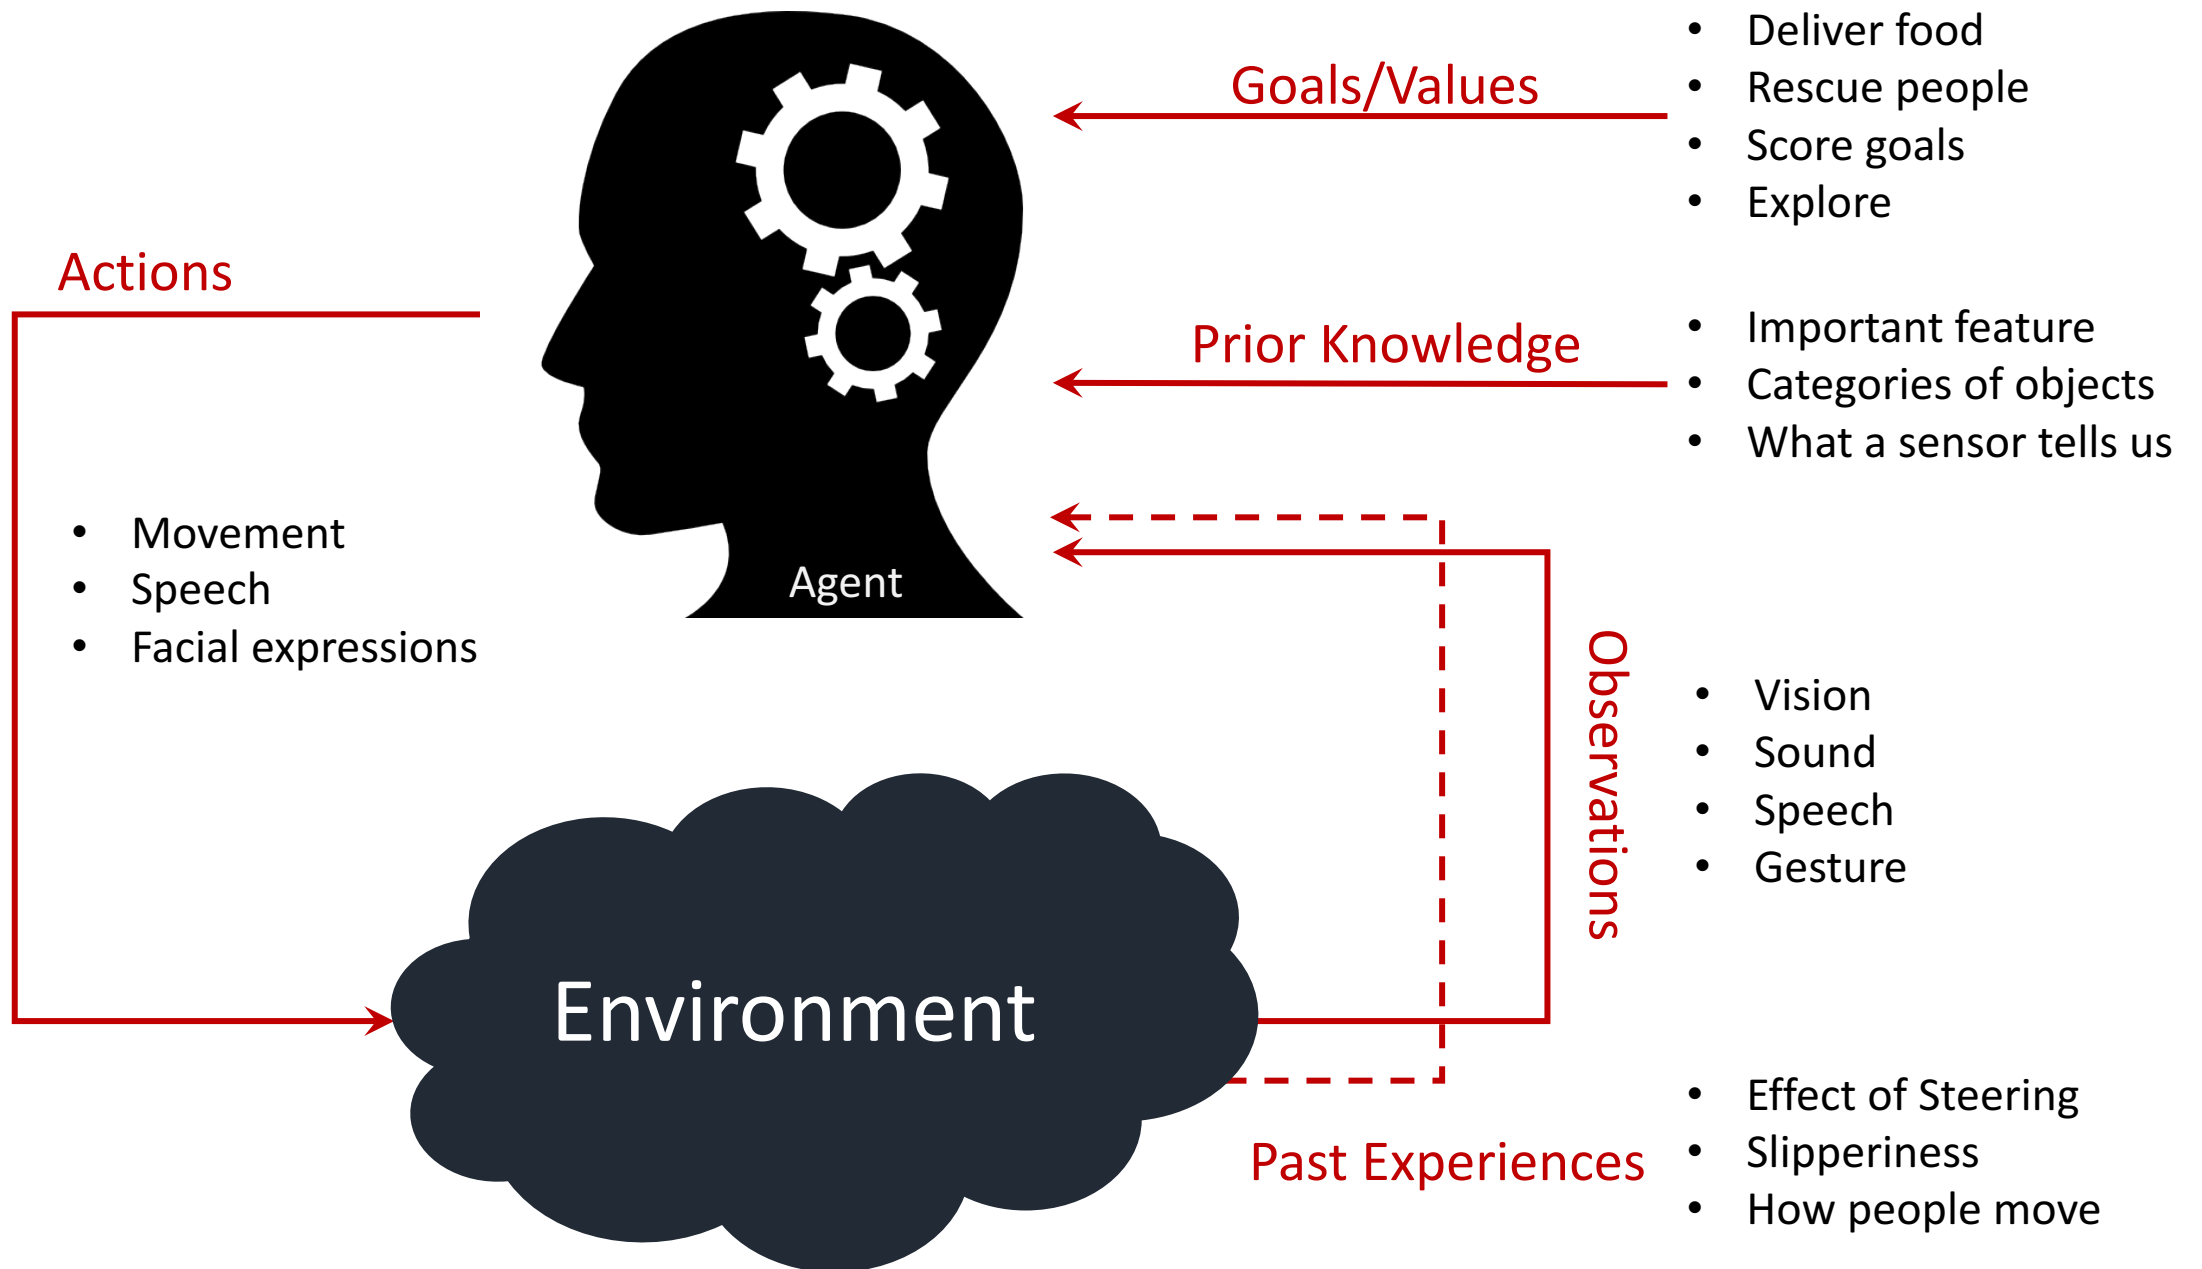 Goals/Values
• Deliver food
• Rescue people
• Score goals
• Explore
Actions
Prior Knowledge
• Important feature
• Categories of objects
• What a sensor tells us
• Movement
• Speech
• Facial expressions
Agent
Observations
• Vision
• Sound
• Speech
• Gesture
Environment
Past Experiences
• Effect of Steering
• Slipperiness
• How people move